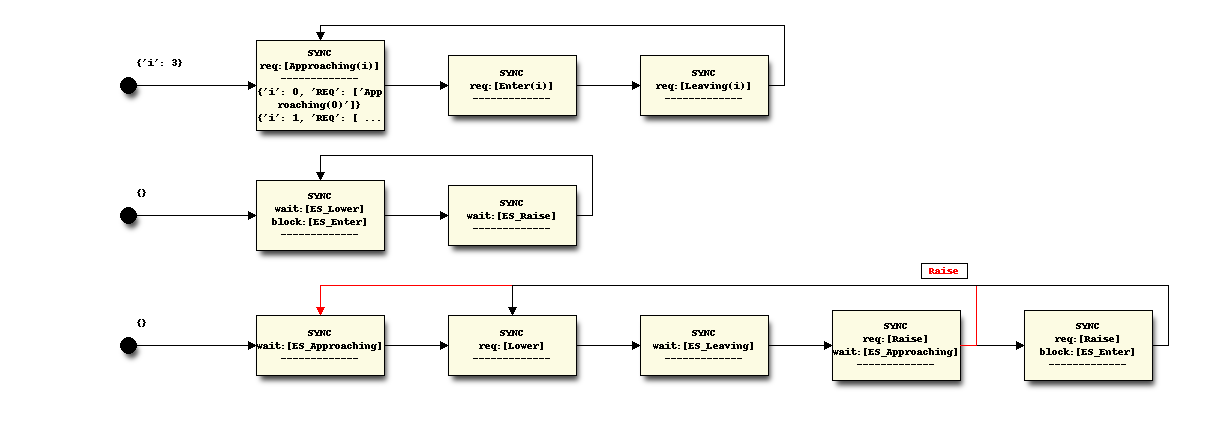 {'i': 3}
SYNC
req:[Approaching(i)]
-------------
{'i': 0, 'REQ': ['App
roaching(0)']}
{'i': 1, 'REQ': [ ...
SYNC
req:[Enter(i)]
-------------
SYNC
req:[Leaving(i)]
-------------
{}
SYNC
wait:[ES_Lower]
block:[ES_Enter]
-------------
SYNC
wait:[ES_Raise]
-------------
Raise
{}
SYNC
wait:[ES_Approaching]
-------------
SYNC
req:[Lower]
-------------
SYNC
wait:[ES_Leaving]
-------------
SYNC
req:[Raise]
wait:[ES_Approaching]
-------------
SYNC
req:[Raise]
block:[ES_Enter]
-------------